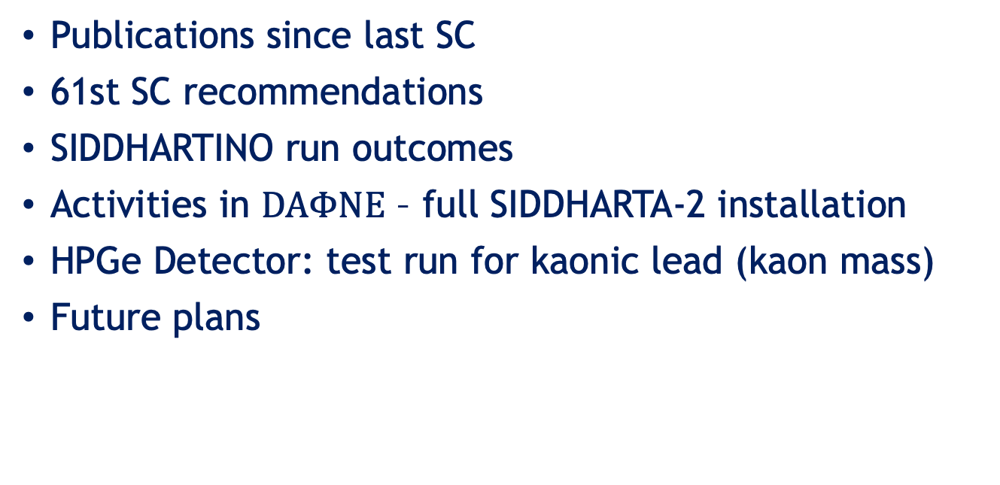 • Publications since last SC
• 61st SC recommendations
• SIDDHARTINO run outcomes
• Activities in DAΦNE – full SIDDHARTA-2 installation
• HPGe Detector: test run for kaonic lead (kaon mass)
• Future plans